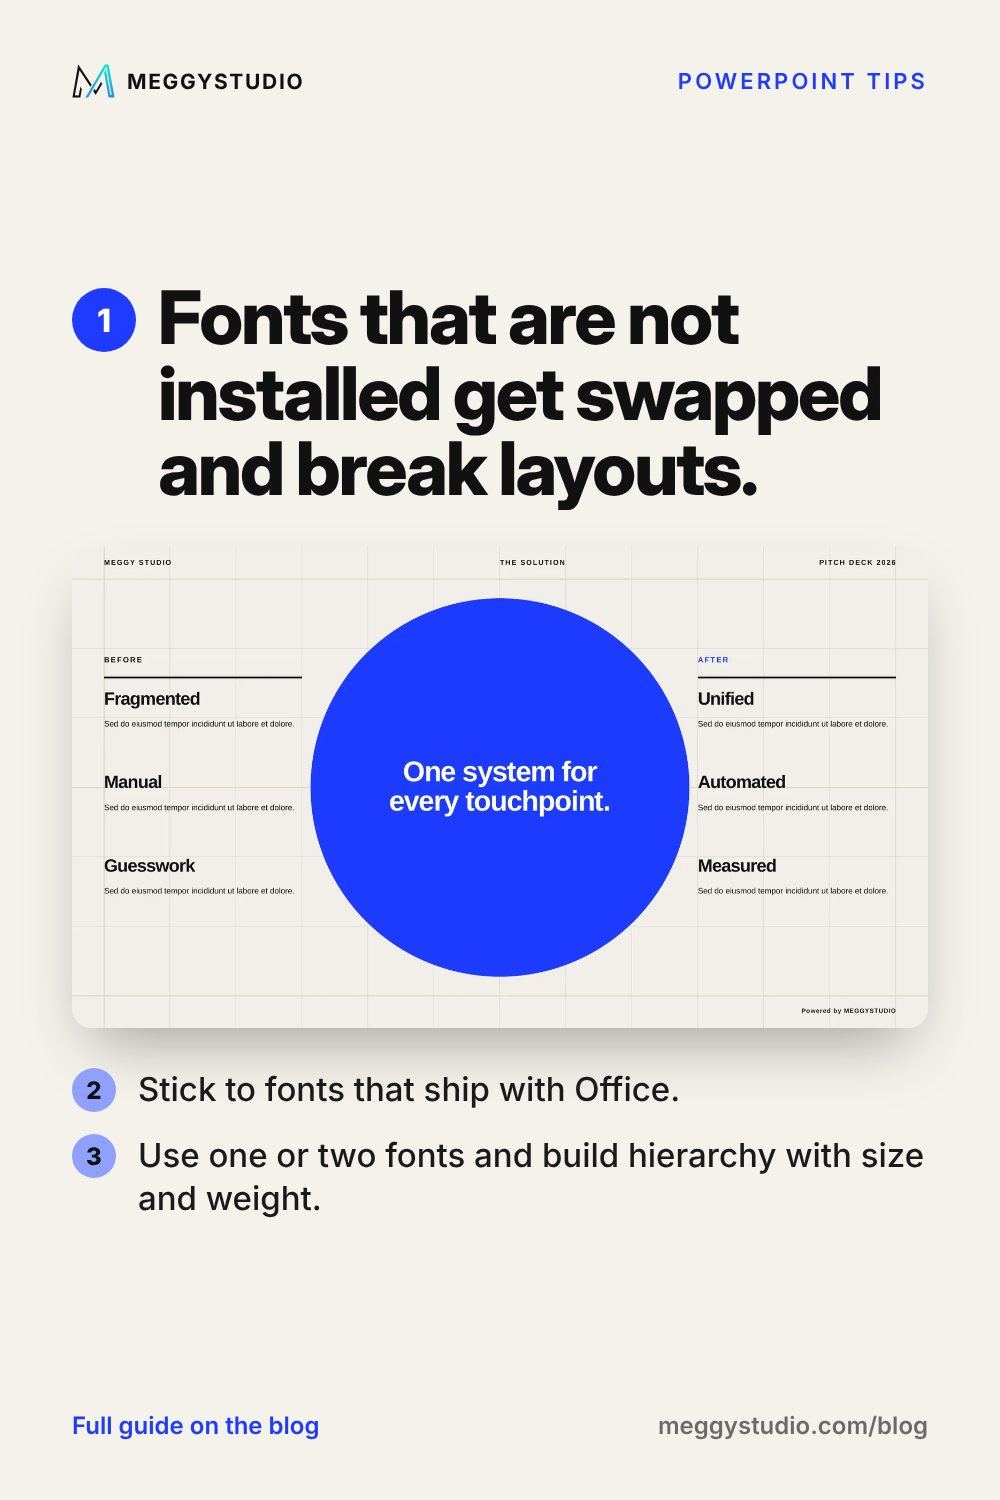 MEGGYSTUDIO
POWERPOINT TIPS
1
Fonts that are not
installed get swapped
and break layouts.
MEGGY STUDIO
THE SOLUTION
PITCH DECK 2026
BEFORE
Fragmented
Sed do eiusmod tempor incididunt ut labore et dolore.
Manual
Sed do eiusmod tempor incididunt ut labore et dolore.
Guesswork
Sed do eiusmod tempor incididunt ut labore et dolore.
One system for
every touchpoint.
AFTER
Unified
Sed do eiusmod tempor incididunt ut labore et dolore.
Automated
Sed do eiusmod tempor incididunt ut labore et dolore.
Measured
Sed do eiusmod tempor incididunt ut labore et dolore.
Powered by MEGGYSTUDIO
2
Stick to fonts that ship with Office.
3
Use one or two fonts and build hierarchy with size
and weight.
Full guide on the blog
meggystudio.com/blog